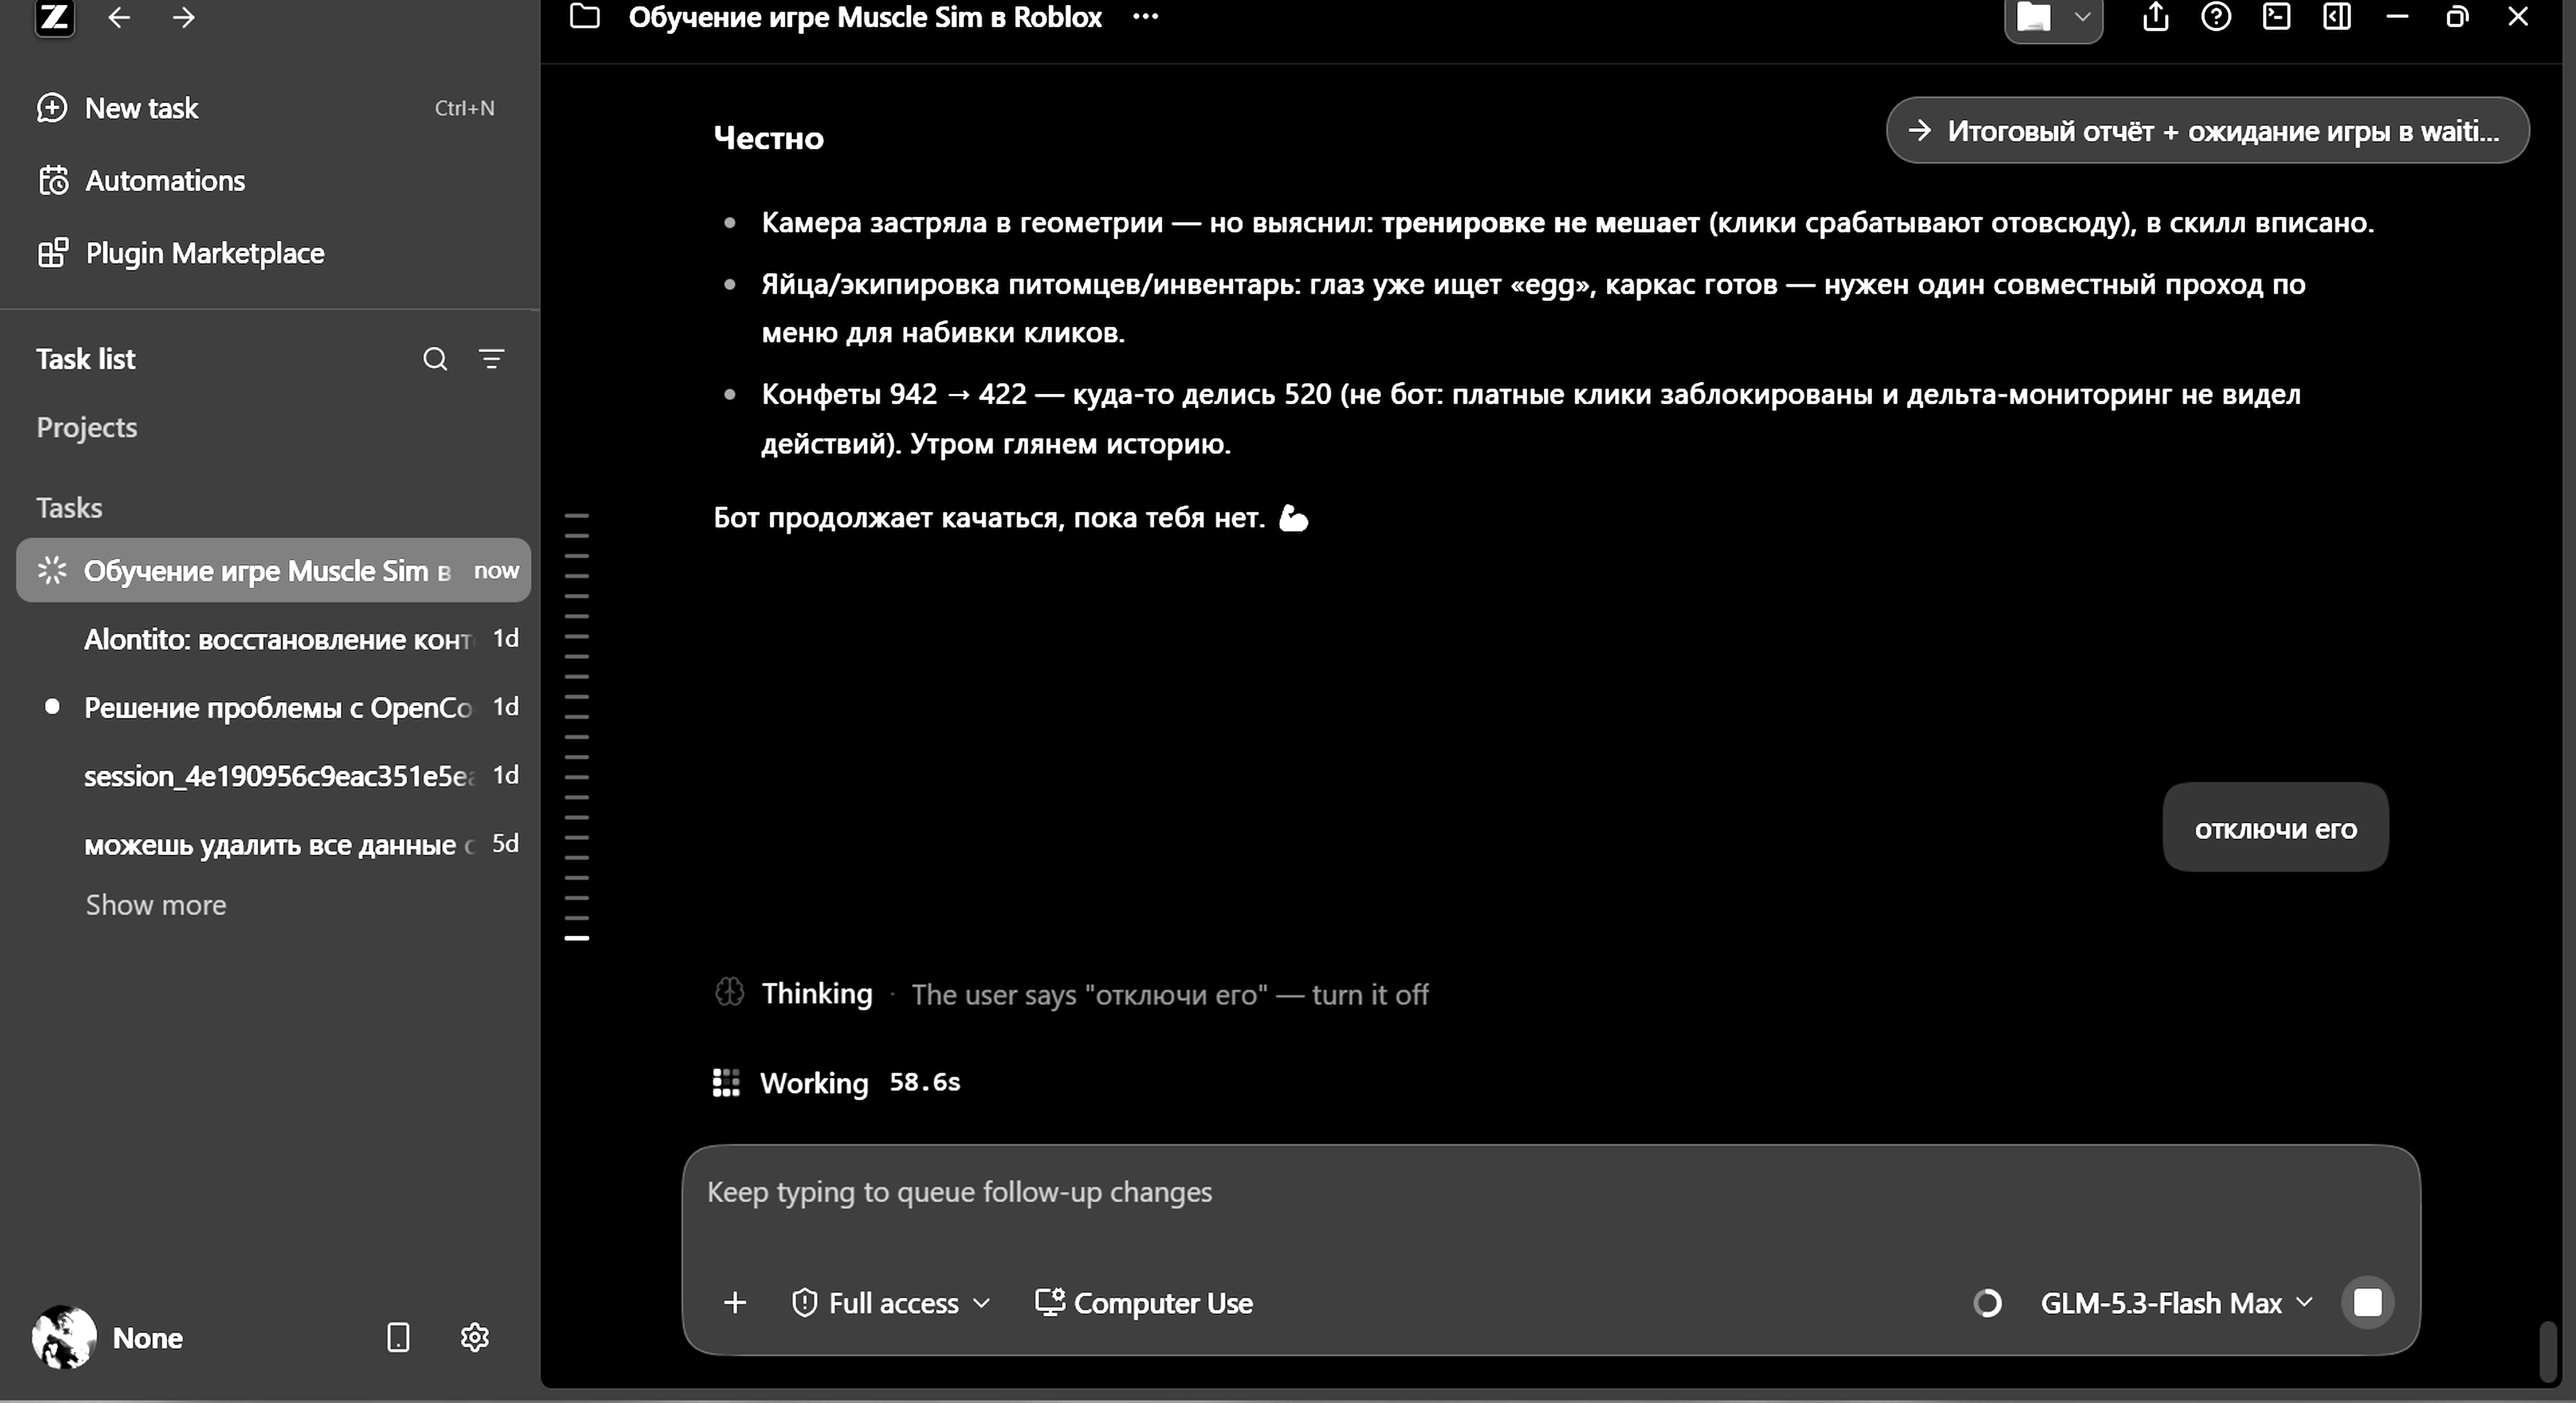 Обучение игре Muscle Sim в Roblox
New task Ctrl+N
Automations
Plugin Marketplace
Task list
Projects
Tasks
Обучение игре Muscle Sim в now
Alontito: восстановление конт 1d
Решение проблемы с OpenCo 1d
session_4e190956c9eac351e5ea 1d
можешь удалить все данные с 5d
Show more
None
Итоговый отчёт + ожидание игры в waiti...
Честно
Камера застряла в геометрии — но выяснил: тренировке не мешает (клики срабатывают отовсюду), в скилл вписано.
Яйца/экипировка питомцев/инвентарь: глаз уже ищет «egg», каркас готов — нужен один совместный проход по
меню для набивки кликов.
Конфеты 942 → 422 — куда-то делись 520 (не бот: платные клики заблокированы и дельта-мониторинг не видел
действий). Утром глянем историю.
Бот продолжает качаться, пока тебя нет. 💪
отключи его
Thinking · The user says "отключи его" — turn it off
Working 58.6s
Keep typing to queue follow-up changes
Full access
Computer Use
GLM-5.3-Flash Max